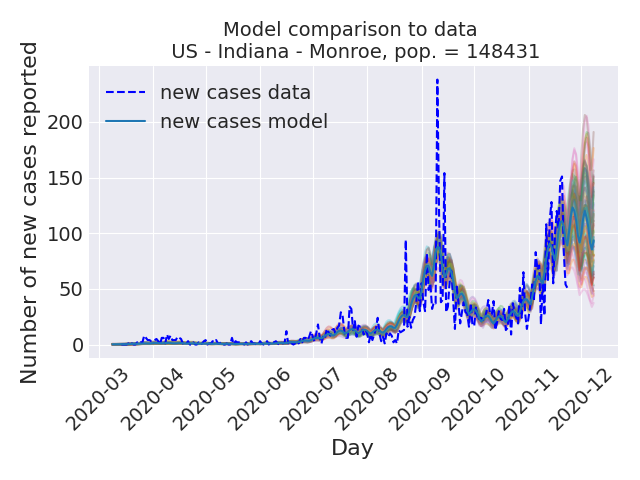 Model comparison to data
US - Indiana - Monroe, pop. = 148431
new cases data
new cases model
Number of new cases reported
200
150
100
50
0
2020-03
2020-04
2020-05
2020-06
2020-07
2020-08
2020-09
2020-10
2020-11
2020-12
Day